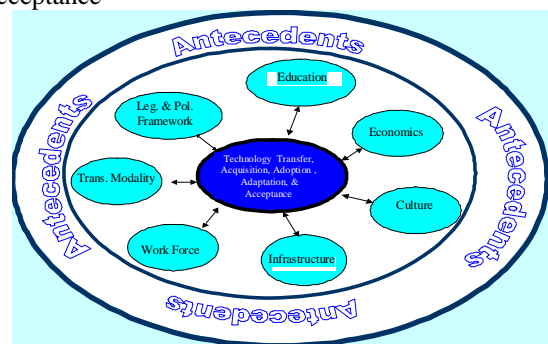 cceptance
Antecedents
Education
Leg. & Pol.
Framework
Economics
Technology Transfer,
Acquisition, Adoption ,
Adaptation, &
Acceptance
Antecedents
Antecedents
Trans. Modality
Culture
Work Force
Infrastructure
Antecedents